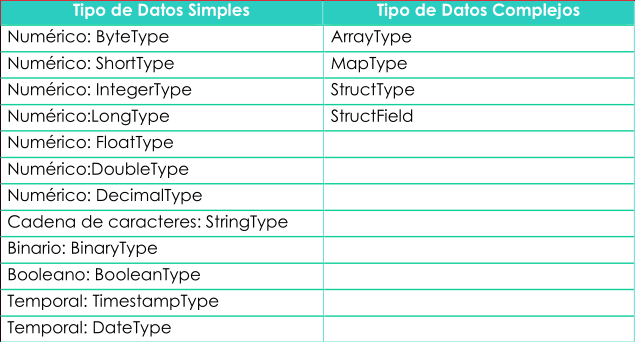 Tipo de Datos Simples Tipo de Datos Complejos
Numérico: ByteType ArrayType
Numérico: ShortType MapType
Numérico: IntegerType StructType
Numérico:LongType StructField
Numérico: FloatType
Numérico:DoubleType
Numérico: DecimalType
Cadena de caracteres: StringType
Binario: BinaryType
Booleano: BooleanType
Temporal: TimestampType
Temporal: DateType